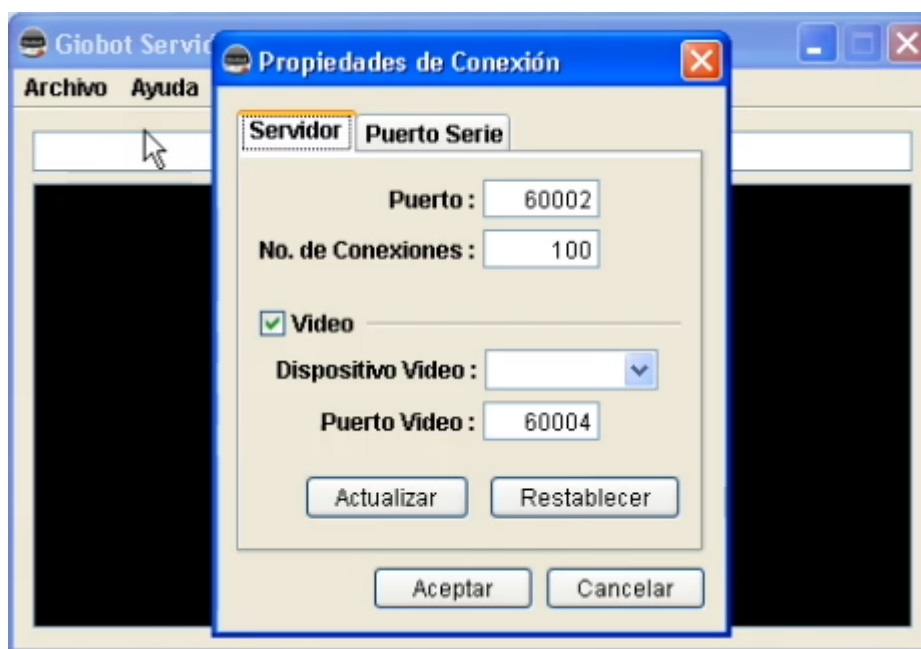 Giobot Servid
Propiedades de Conexión
Archivo Ayuda
Servidor Puerto Serie
Puerto : 60002
No. de Conexiones : 100
Video
Dispositivo Video :
Puerto Video : 60004
Actualizar Restablecer
Aceptar Cancelar